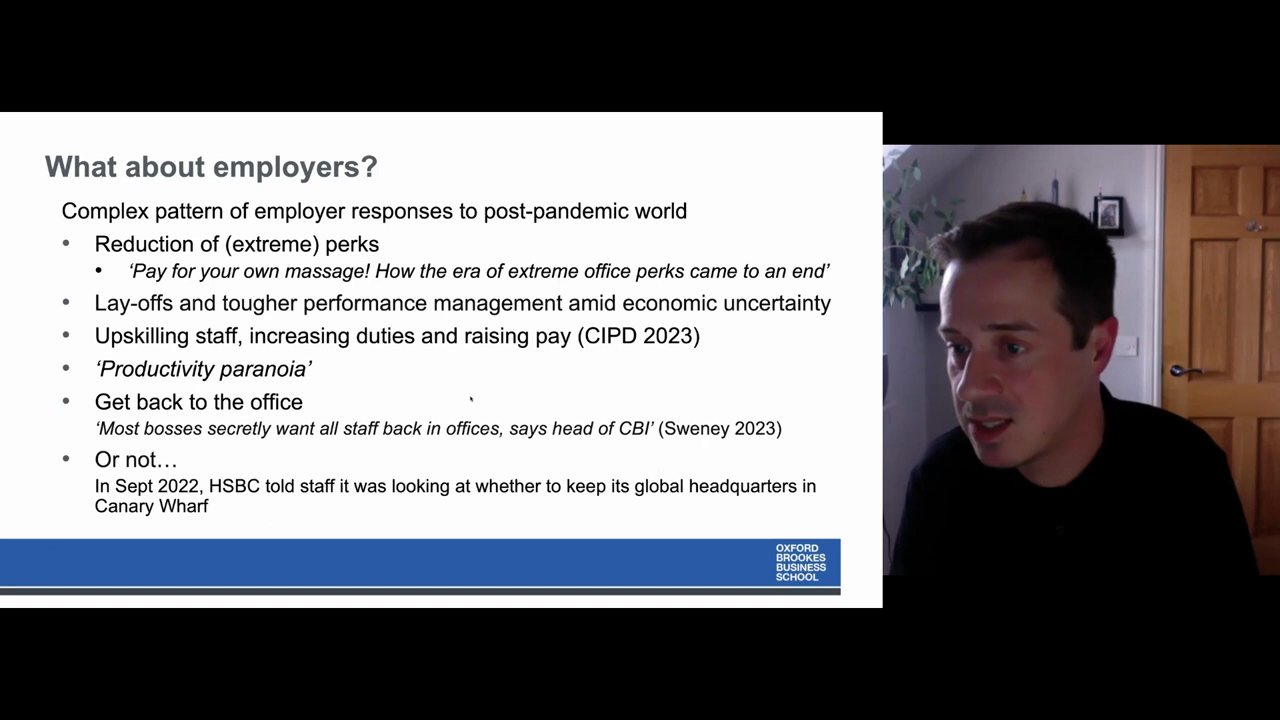 What about employers?
Complex pattern of employer responses to post-pandemic world
• Reduction of (extreme) perks
• ‘Pay for your own massage! How the era of extreme office perks came to an end’
• Lay-offs and tougher performance management amid economic uncertainty
• Upskilling staff, increasing duties and raising pay (CIPD 2023)
• ‘Productivity paranoia’
• Get back to the office
‘Most bosses secretly want all staff back in offices, says head of CBI’ (Sweney 2023)
• Or not…
In Sept 2022, HSBC told staff it was looking at whether to keep its global headquarters in
Canary Wharf
OXFORD
BROOKES
BUSINESS
SCHOOL